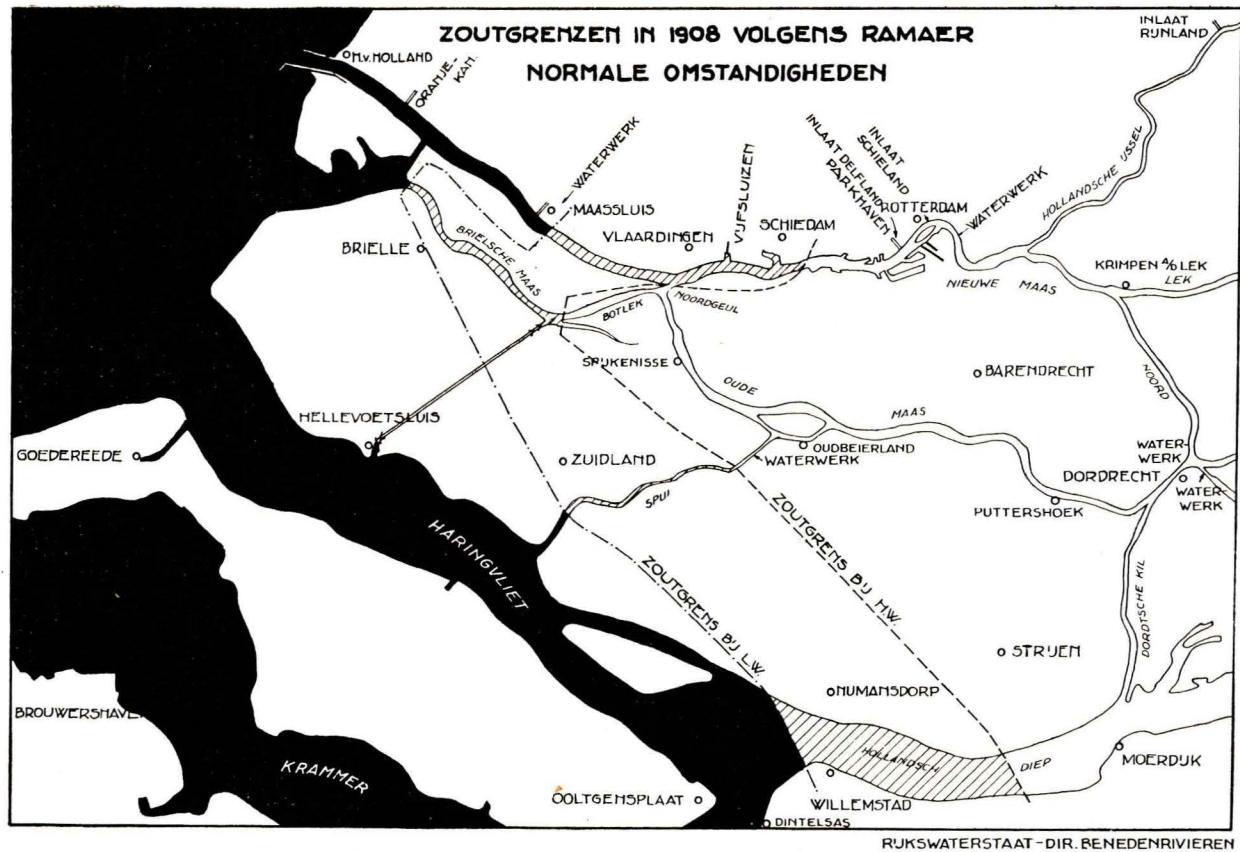 ZOUTGRENZEN IN 1908 VOLGENS RAMAER
NORMALE OMSTANDIGHEDEN
INLAAT
RIJNLAND
H.v. HOLLAND
ORANJE-
KAN.
WATERWERK
MAASSLUIS
VLAARDINGEN
VIJFSLUIZEN
SCHIEDAM
INLAAT DELFLAND
PARKHAVEN
INLAAT
SCHIELAND
ROTTERDAM
WATERWERK
HOLLANDSCHE IJSSEL
BRIELLE
BRIELSCHE MAAS
KRIMPEN A/D LEK
LEK
NIEUWE MAAS
BOTLEK
NOORDGEUL
SPIJKENISSE
OUDE
MAAS
BARENDRECHT
NOORD
HELLEVOETSLUIS
GOEDEREEDE
ZUIDLAND
OUDBEIERLAND
WATERWERK
WATER-
WERK
DORDRECHT
WATER-
WERK
SPUI
PUTTERSHOEK
HARINGVLIET
ZOUTGRENS BIJ H.W.
ZOUTGRENS BIJ L.W.
DORDTSCHE KIL
STRIJEN
NUMANSDORP
BROUWERSHAVEN
KRAMMER
HOLLANDSCH
DIEP
MOERDIJK
OOLTGENSPLAAT
WILLEMSTAD
DINTELSAS
RIJKSWATERSTAAT-DIR. BENEDENRIVIEREN